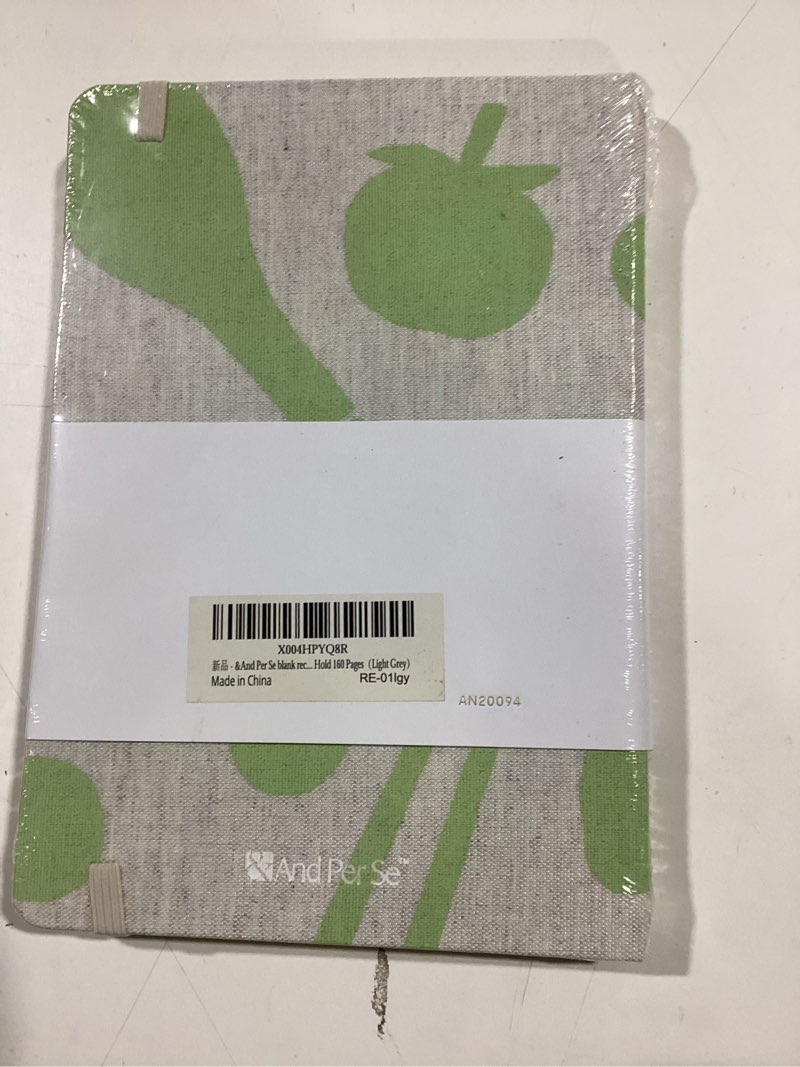 X004HPYQ8R
新品 - &And Per Se blank rec... Hold 160 Pages (Light Grey)
Made in China RE-01lgy
AN20094
&And Per Se™